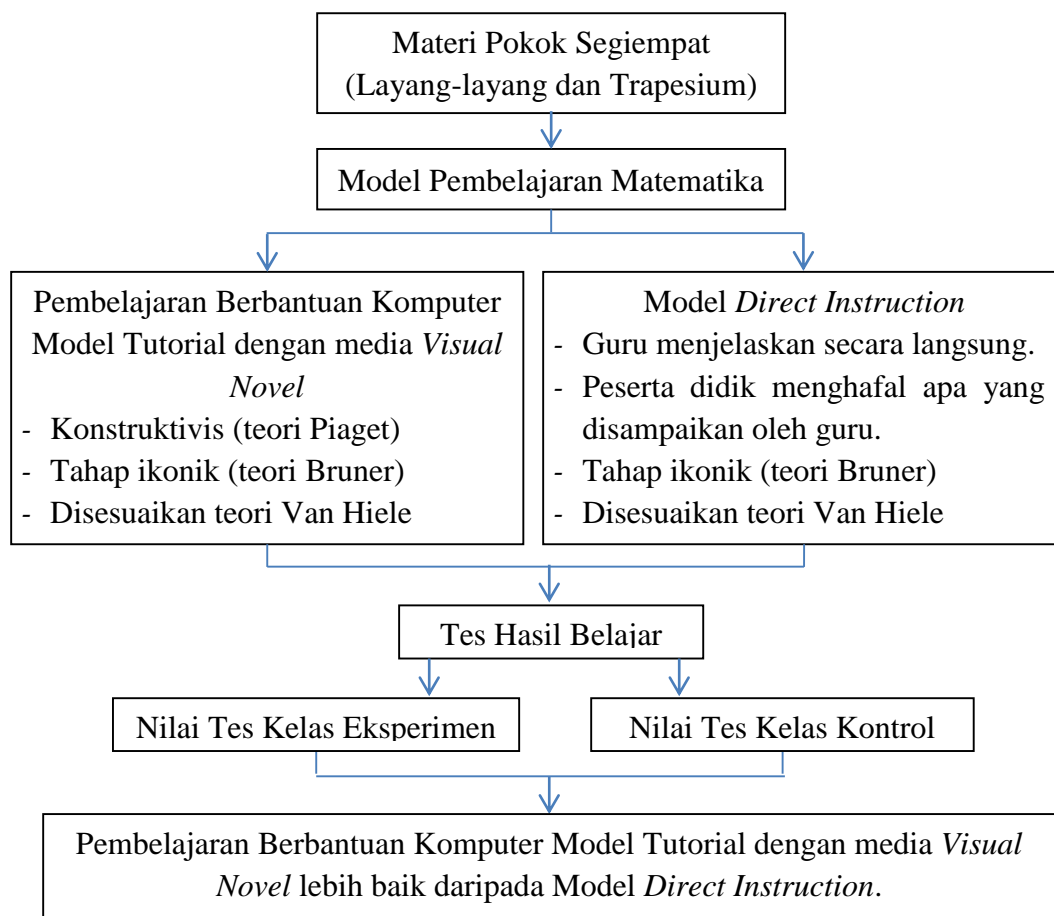 Materi Pokok Segiempat
(Layang-layang dan Trapesium)
Model Pembelajaran Matematika
Pembelajaran Berbantuan Komputer
Model Tutorial dengan media Visual
Novel
- Konstruktivis (teori Piaget)
- Tahap ikonik (teori Bruner)
- Disesuaikan teori Van Hiele
Model Direct Instruction
- Guru menjelaskan secara langsung.
- Peserta didik menghafal apa yang
disampaikan oleh guru.
- Tahap ikonik (teori Bruner)
- Disesuaikan teori Van Hiele
Tes Hasil Belajar
Nilai Tes Kelas Eksperimen
Nilai Tes Kelas Kontrol
Pembelajaran Berbantuan Komputer Model Tutorial dengan media Visual
Novel lebih baik daripada Model Direct Instruction.